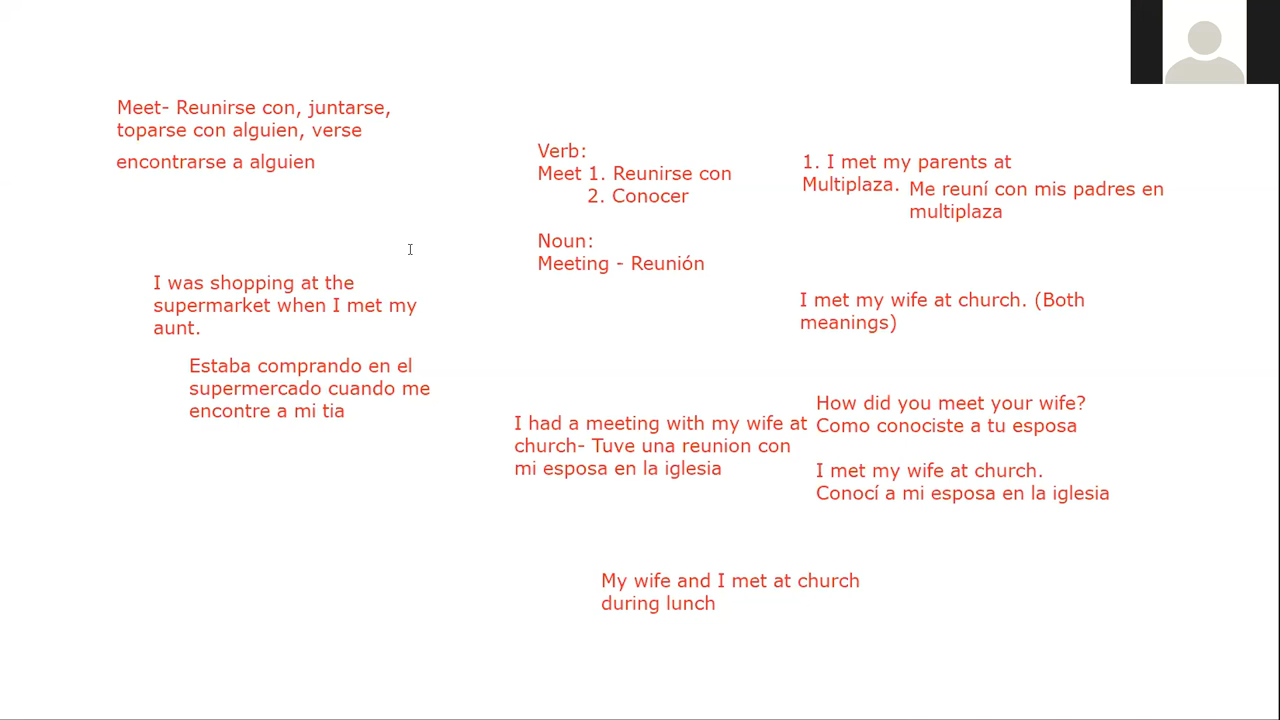 Meet- Reunirse con, juntarse,
toparse con alguien, verse
encontrarse a alguien
Verb:
Meet 1. Reunirse con
2. Conocer
Noun:
Meeting - Reunión
1. I met my parents at
Multiplaza.
Me reuní con mis padres en
multiplaza
I was shopping at the
supermarket when I met my
aunt.
Estaba comprando en el
supermercado cuando me
encontre a mi tia
I met my wife at church. (Both
meanings)
I had a meeting with my wife at
church- Tuve una reunion con
mi esposa en la iglesia
How did you meet your wife?
Como conociste a tu esposa
I met my wife at church.
Conocí a mi esposa en la iglesia
My wife and I met at church
during lunch